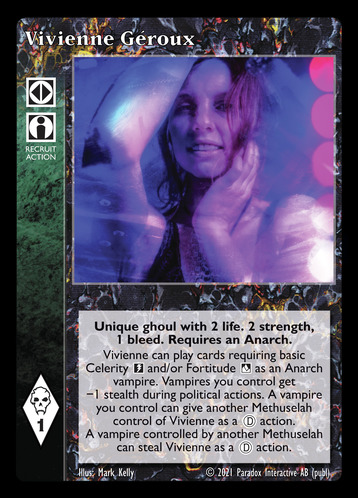 Vivienne Géroux
RECRUIT
ACTION
Unique ghoul with 2 life. 2 strength,
1 bleed. Requires an Anarch.
Vivienne can play cards requiring basic
Celerity and/or Fortitude as an Anarch
vampire. Vampires you control get
−1 stealth during political actions. A vampire
you control can give another Methuselah
control of Vivienne as a Ⓓ action.
A vampire controlled by another Methuselah
can steal Vivienne as a Ⓓ action.
1
Illus: Mark Kelly © 2021 Paradox Interactive AB (publ)